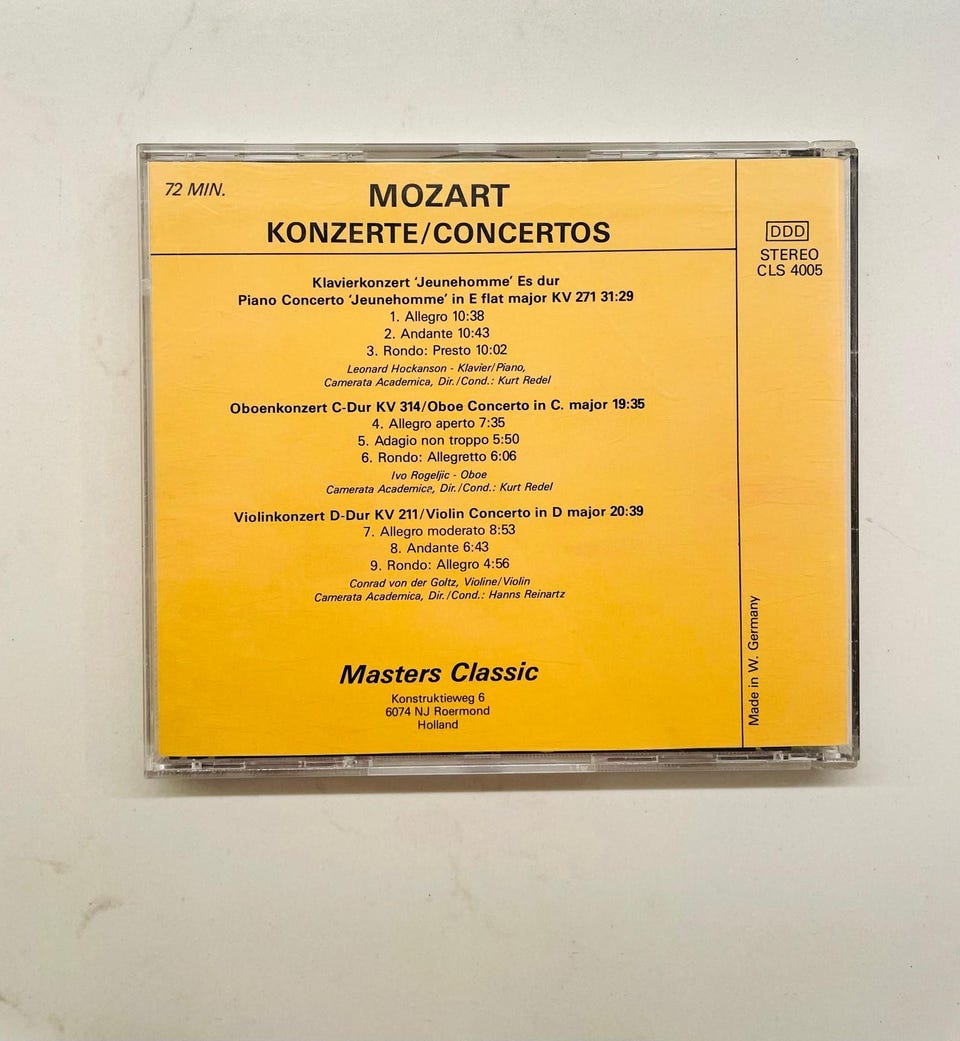 72 MIN.
MOZART
KONZERTE/CONCERTOS
Klavierkonzert 'Jeunehomme' Es dur
Piano Concerto 'Jeunehomme' in E flat major KV 271 31:29
1. Allegro 10:38
2. Andante 10:43
3. Rondo: Presto 10:02
Leonard Hockanson - Klavier/Piano,
Camerata Academica, Dir./Cond.: Kurt Redel
Oboenkonzert C-Dur KV 314/Oboe Concerto in C. major 19:35
4. Allegro aperto 7:35
5. Adagio non troppo 5:50
6. Rondo: Allegretto 6:06
Ivo Rogeljic - Oboe
Camerata Academica, Dir./Cond.: Kurt Redel
Violinkonzert D-Dur KV 211/Violin Concerto in D major 20:39
7. Allegro moderato 8:53
8. Andante 6:43
9. Rondo: Allegro 4:56
Conrad von der Goltz, Violine/Violin
Camerata Academica, Dir./Cond.: Hanns Reinartz
Masters Classic
Konstruktieweg 6
6074 NJ Roermond
Holland
DDD
STEREO
CLS 4005
Made in W. Germany